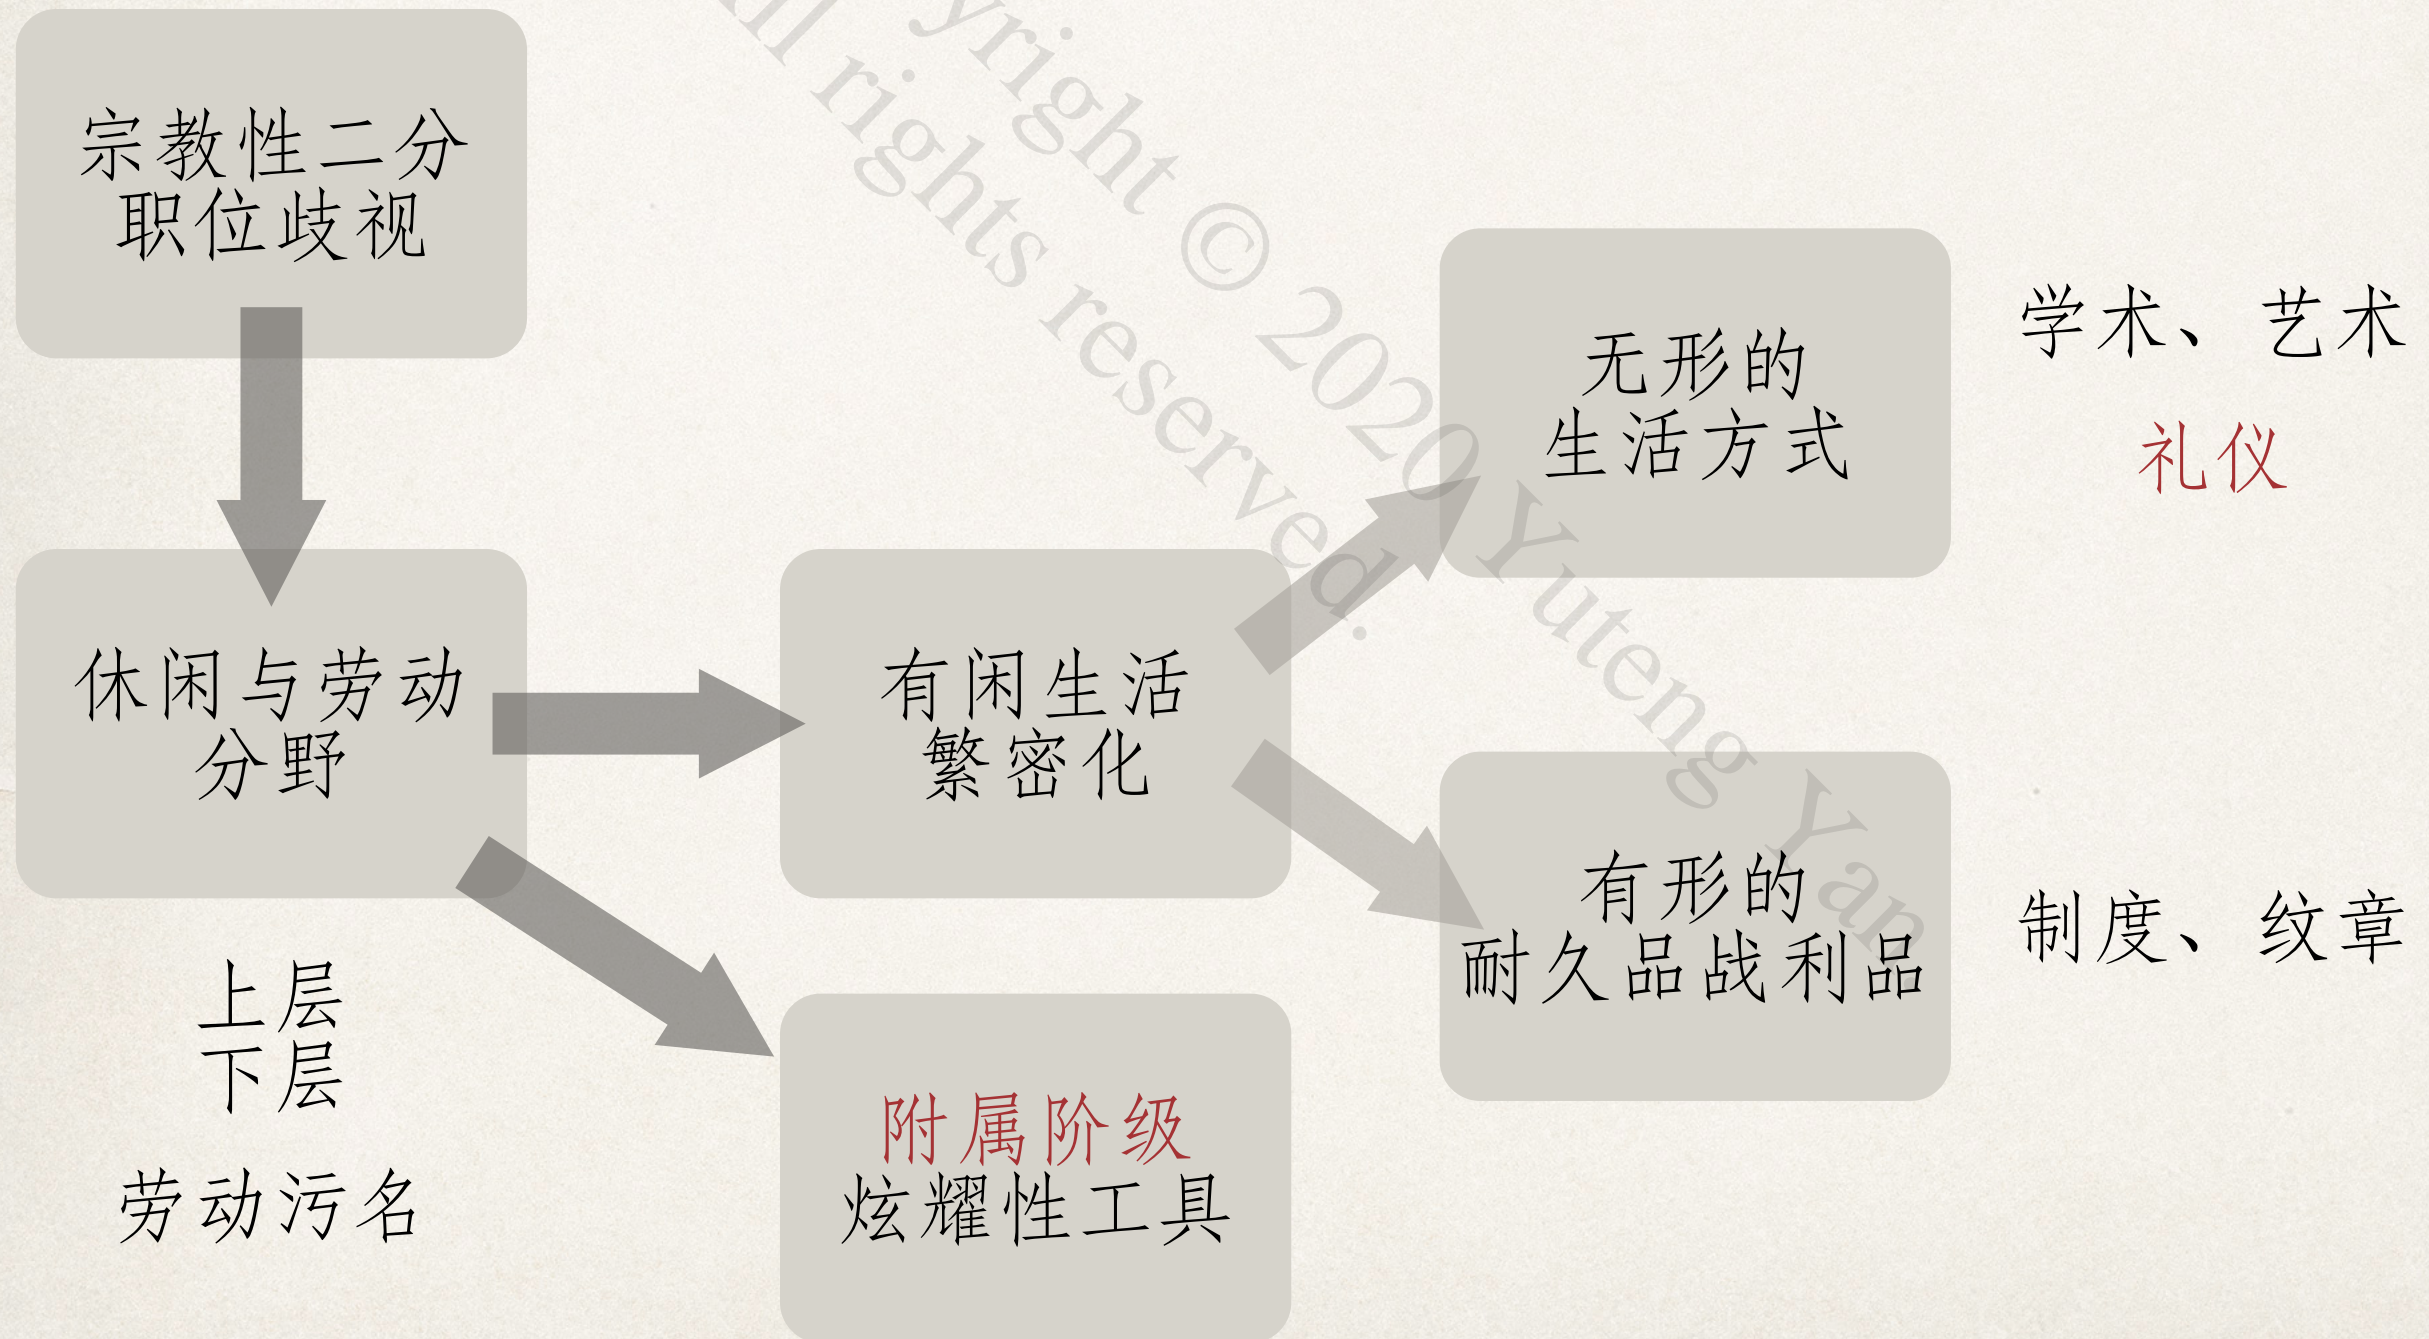 宗教性二分
职位歧视
休闲与劳动
分野
上层
下层
劳动污名
有闲生活
繁密化
附属阶级
炫耀性工具
无形的
生活方式
学术、艺术
礼仪
有形的
耐久品战利品
制度、纹章
yright © 2020 Yuteng Yan
ll rights reserved.